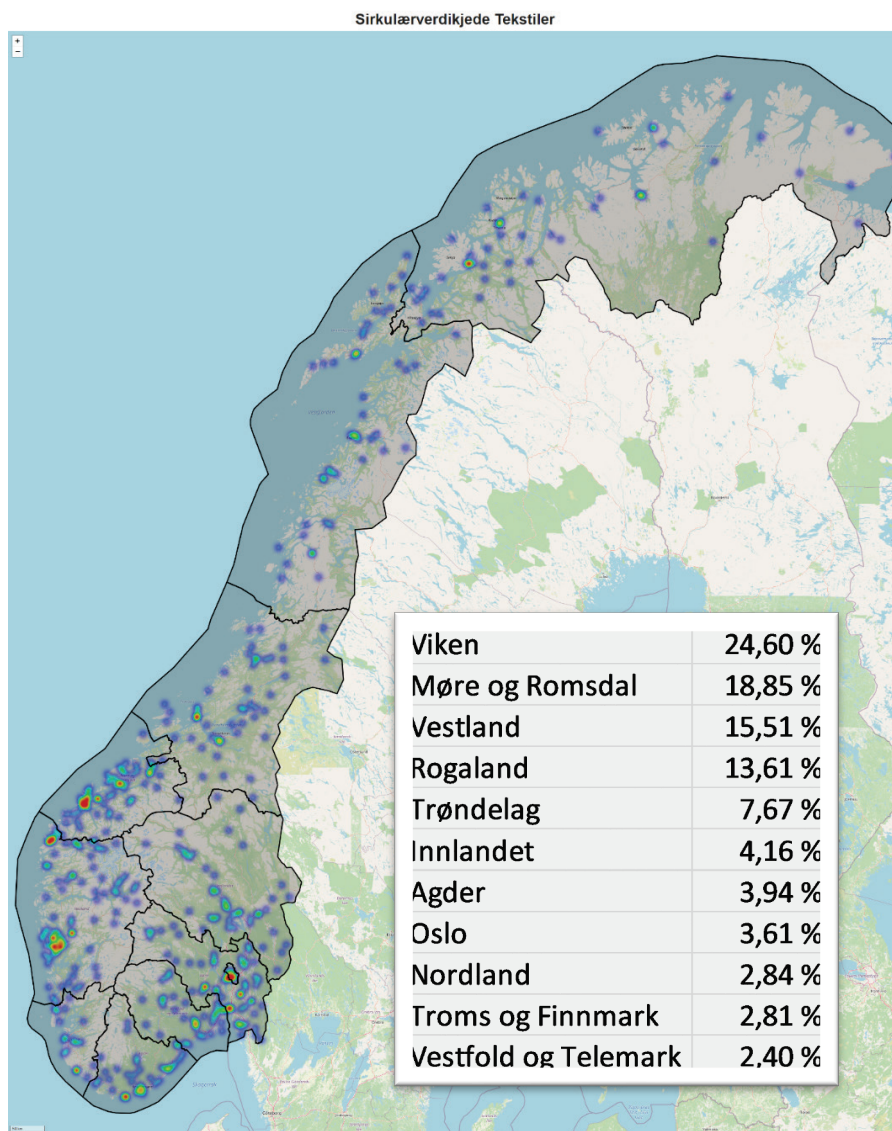 Sirkulærverdikjede Tekstiler
+
−
Viken 24,60 %
Møre og Romsdal 18,85 %
Vestland 15,51 %
Rogaland 13,61 %
Trøndelag 7,67 %
Innlandet 4,16 %
Agder 3,94 %
Oslo 3,61 %
Nordland 2,84 %
Troms og Finnmark 2,81 %
Vestfold og Telemark 2,40 %